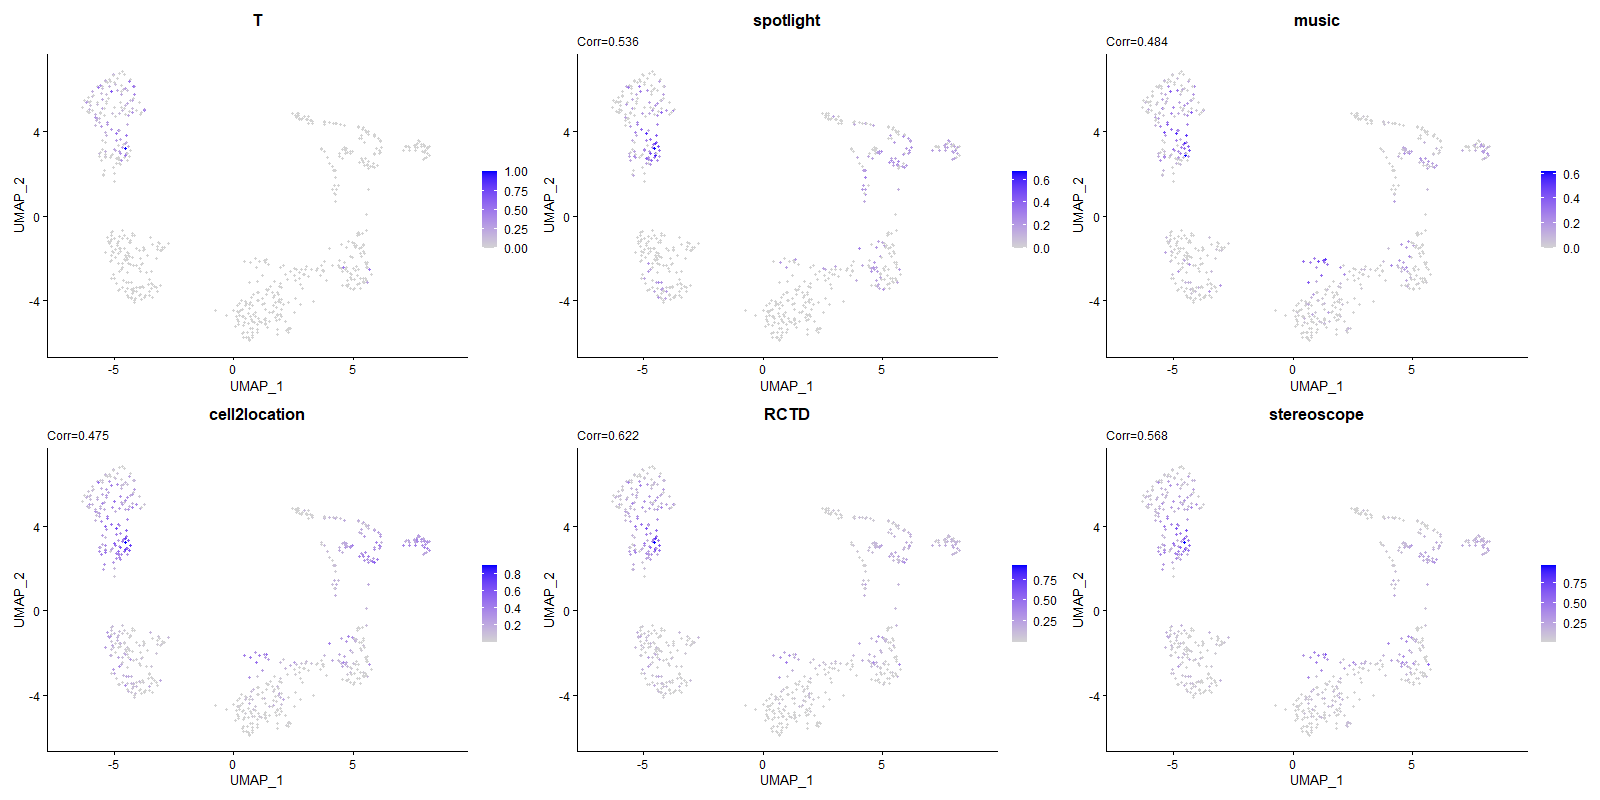 T
4
0
-4
-5
0
5
UMAP_1
UMAP_2
1.00
0.75
0.50
0.25
0.00
spotlight
Corr=0.536
4
0
-4
-5
0
5
UMAP_1
UMAP_2
0.6
0.4
0.2
0.0
music
Corr=0.484
4
0
-4
-5
0
5
UMAP_1
UMAP_2
0.6
0.4
0.2
0.0
cell2location
Corr=0.475
4
0
-4
-5
0
5
UMAP_1
UMAP_2
0.8
0.6
0.4
0.2
RCTD
Corr=0.622
4
0
-4
-5
0
5
UMAP_1
UMAP_2
0.75
0.50
0.25
stereoscope
Corr=0.568
4
0
-4
-5
0
5
UMAP_1
UMAP_2
0.75
0.50
0.25